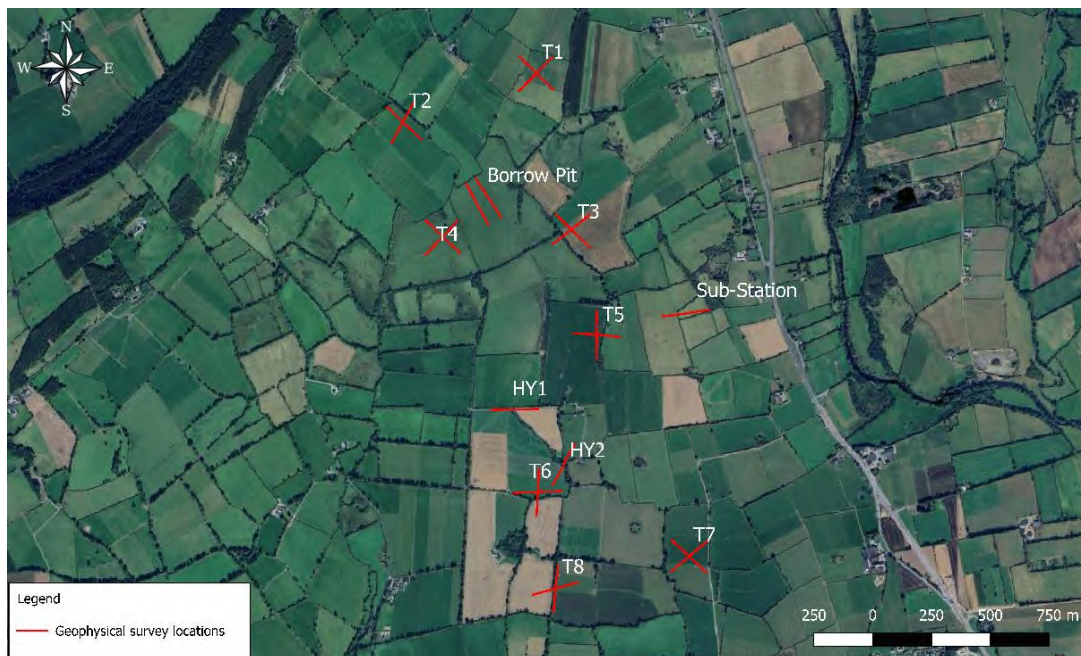 N
W E
S
T1
T2
Borrow Pit
T3
T4
Sub-Station
T5
HY1
HY2
T6
T7
T8
Legend
Geophysical survey locations
250 0 250 500 750 m